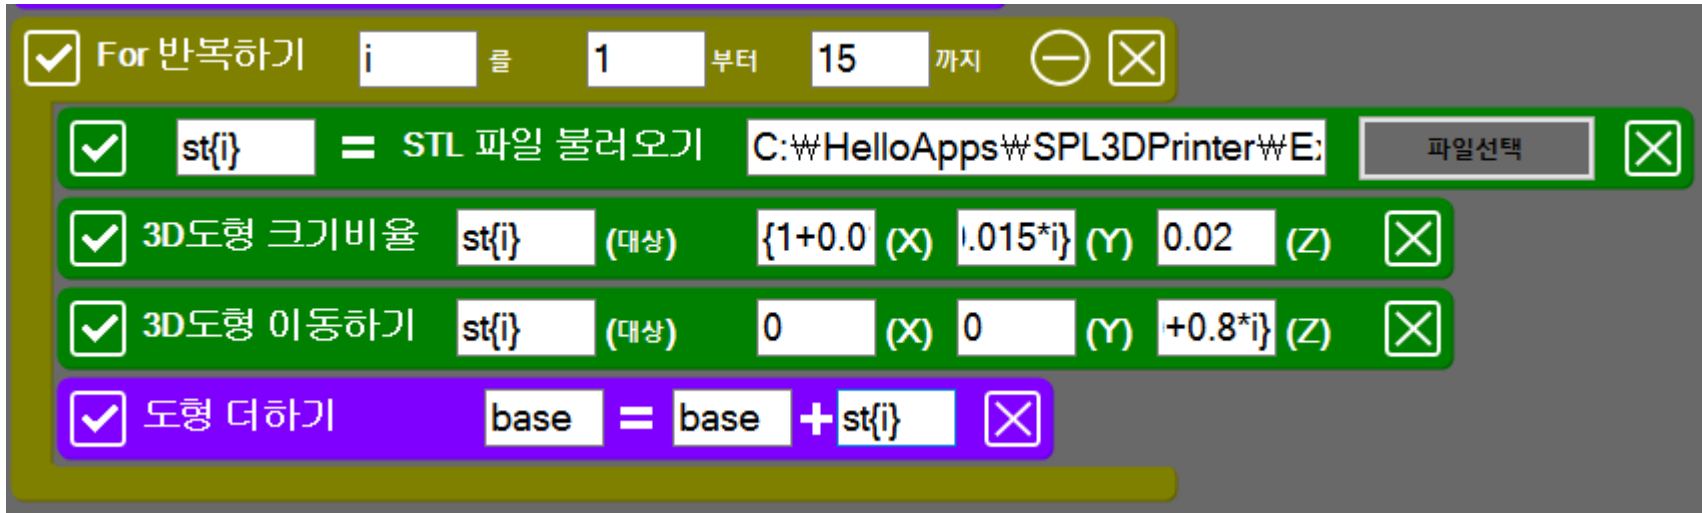 For 반복하기 i 를 1 부터 15 까지
st{i} = STL 파일 불러오기 C:₩HelloApps₩SPL3DPrinter₩Ex 파일선택
3D도형 크기비율 st{i} (대상) {1+0.0 (X) .015*i} (Y) 0.02 (Z)
3D도형 이동하기 st{i} (대상) 0 (X) 0 (Y) +0.8*i} (Z)
도형 더하기 base = base + st{i}